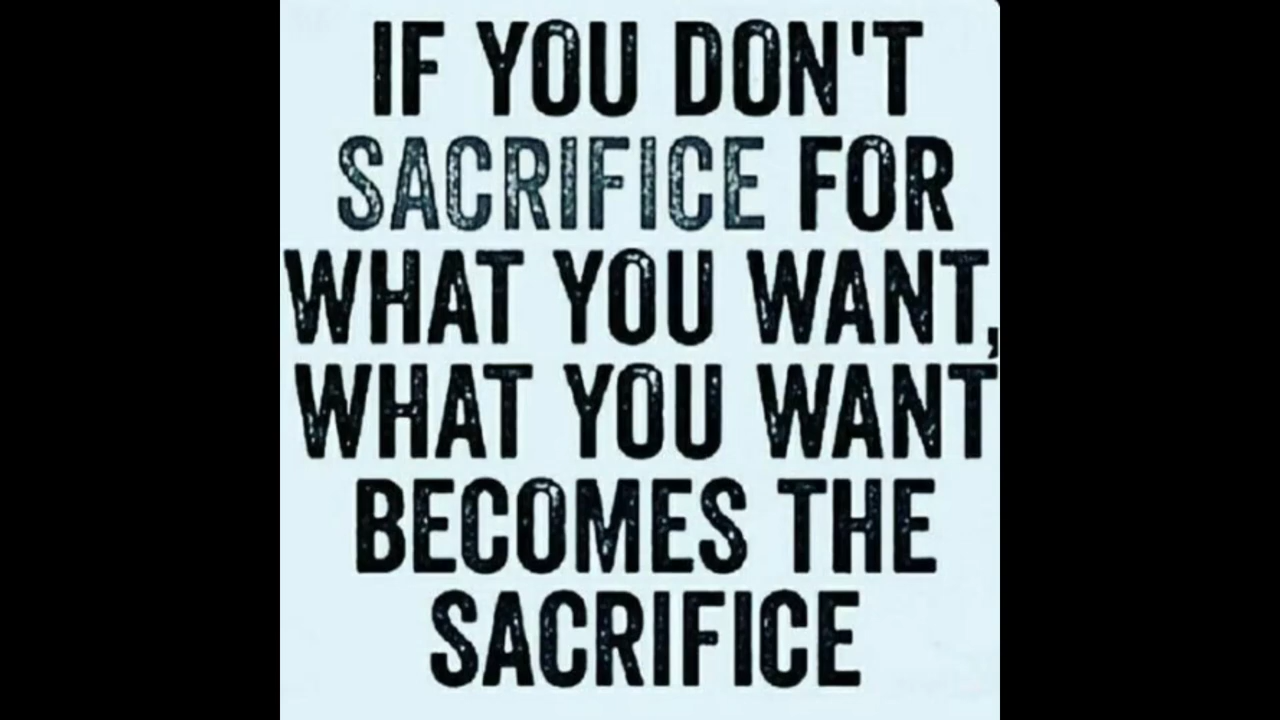 IF YOU DON'T
SACRIFICE FOR
WHAT YOU WANT,
WHAT YOU WANT
BECOMES THE
SACRIFICE